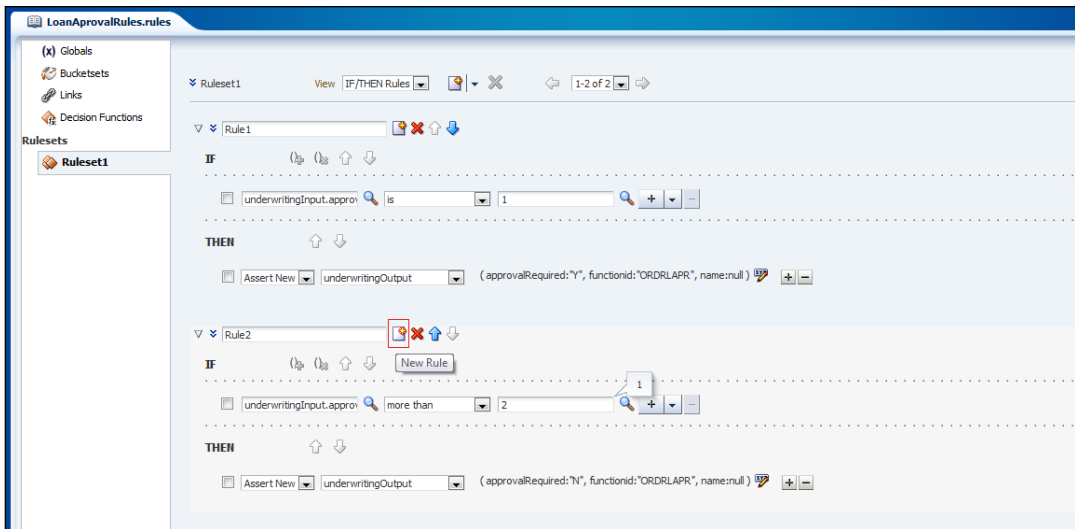 LoanAprovalRules.rules
(x) Globals
Bucketsets
Links
Decision Functions
Rulesets
Ruleset1
Ruleset1 View IF/THEN Rules 1-2 of 2
Rule1
IF
underwritingInput.approv is 1
THEN
Assert New underwritingOutput ( approvalRequired:"Y", functionid:"ORDRLAPR", name:null )
Rule2
New Rule
IF
1
underwritingInput.approv more than 2
THEN
Assert New underwritingOutput ( approvalRequired:"N", functionid:"ORDRLAPR", name:null )